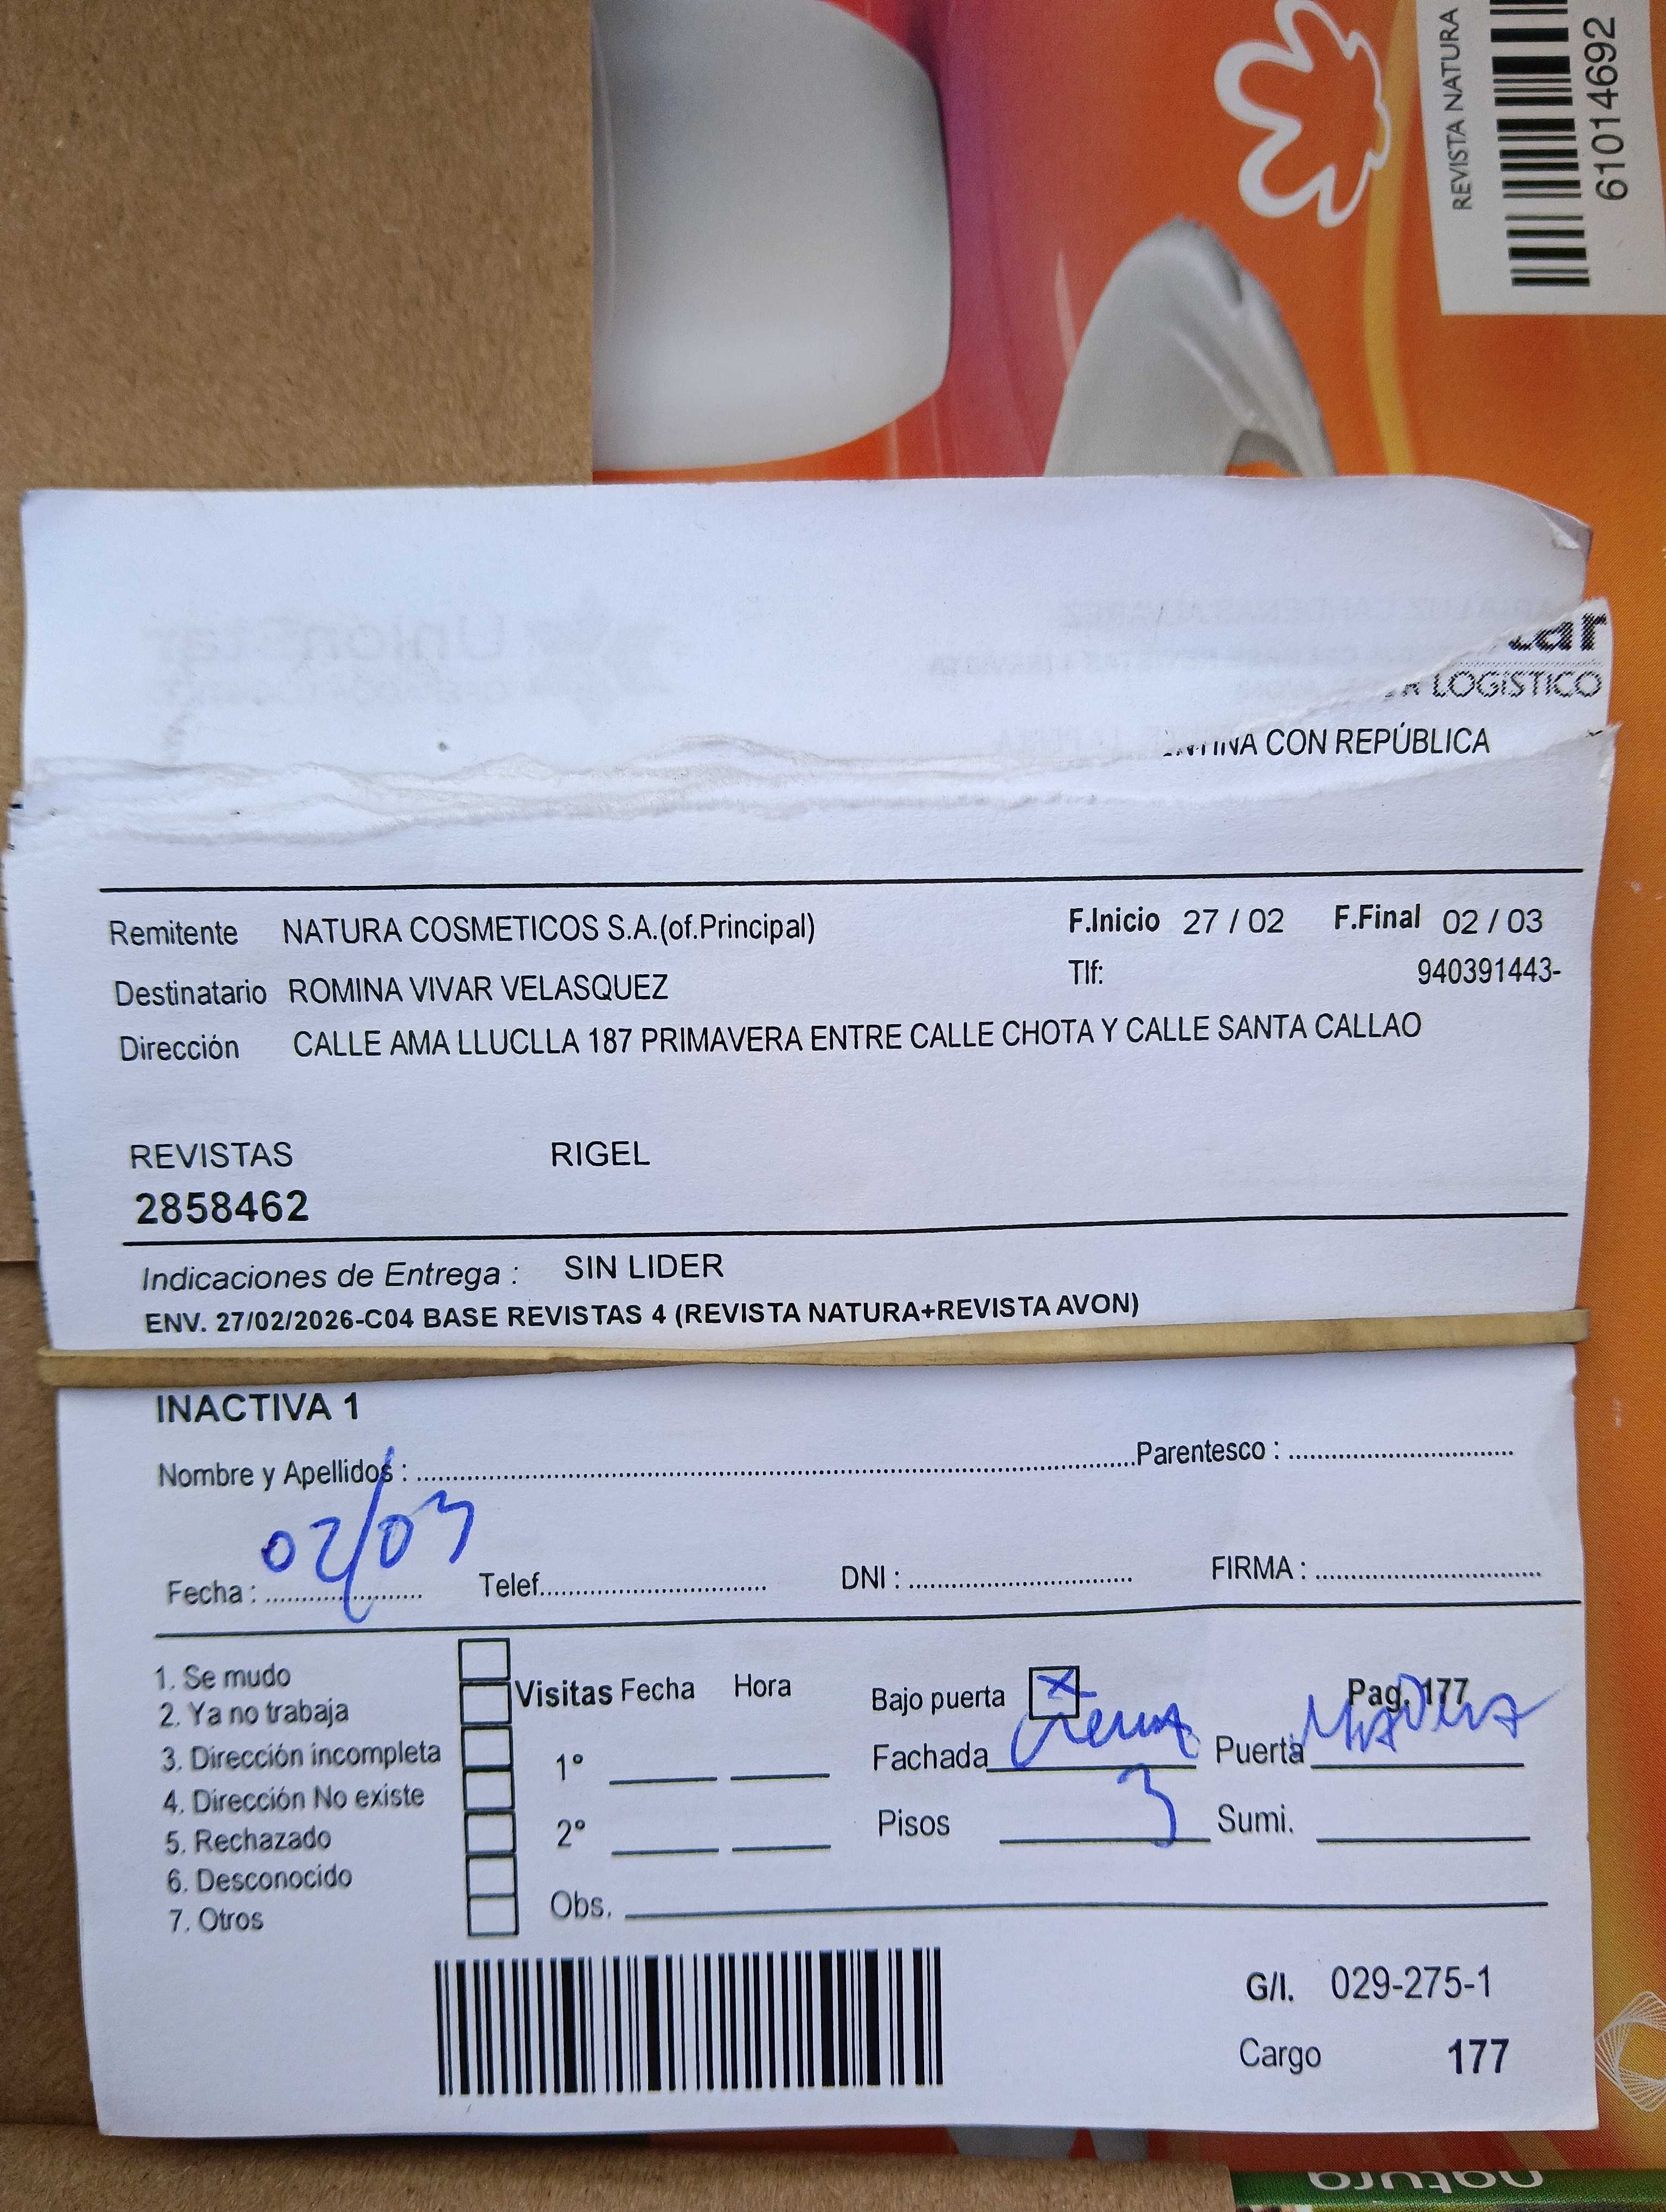 REVISTA NATURA
61014692
LOGÍSTICO
CON REPÚBLICA
Remitente NATURA COSMETICOS S.A.(of.Principal) F.Inicio 27 / 02 F.Final 02 / 03
Destinatario ROMINA VIVAR VELASQUEZ Tlf: 940391443-
Dirección CALLE AMA LLUCLLA 187 PRIMAVERA ENTRE CALLE CHOTA Y CALLE SANTA CALLAO
REVISTAS RIGEL
2858462
Indicaciones de Entrega : SIN LIDER
ENV. 27/02/2026-C04 BASE REVISTAS 4 (REVISTA NATURA+REVISTA AVON)
INACTIVA 1
Nombre y Apellidos : Parentesco :
Fecha : 02/03 Telef. DNI : FIRMA :
1. Se mudo
2. Ya no trabaja
3. Dirección incompleta
4. Dirección No existe
5. Rechazado
6. Desconocido
7. Otros
Visitas Fecha Hora
1°
2°
Obs.
Bajo puerta X Pag. 177
Fachada crema Puerta Madera
Pisos 3 Sumi.
G/I. 029-275-1
Cargo 177
natura